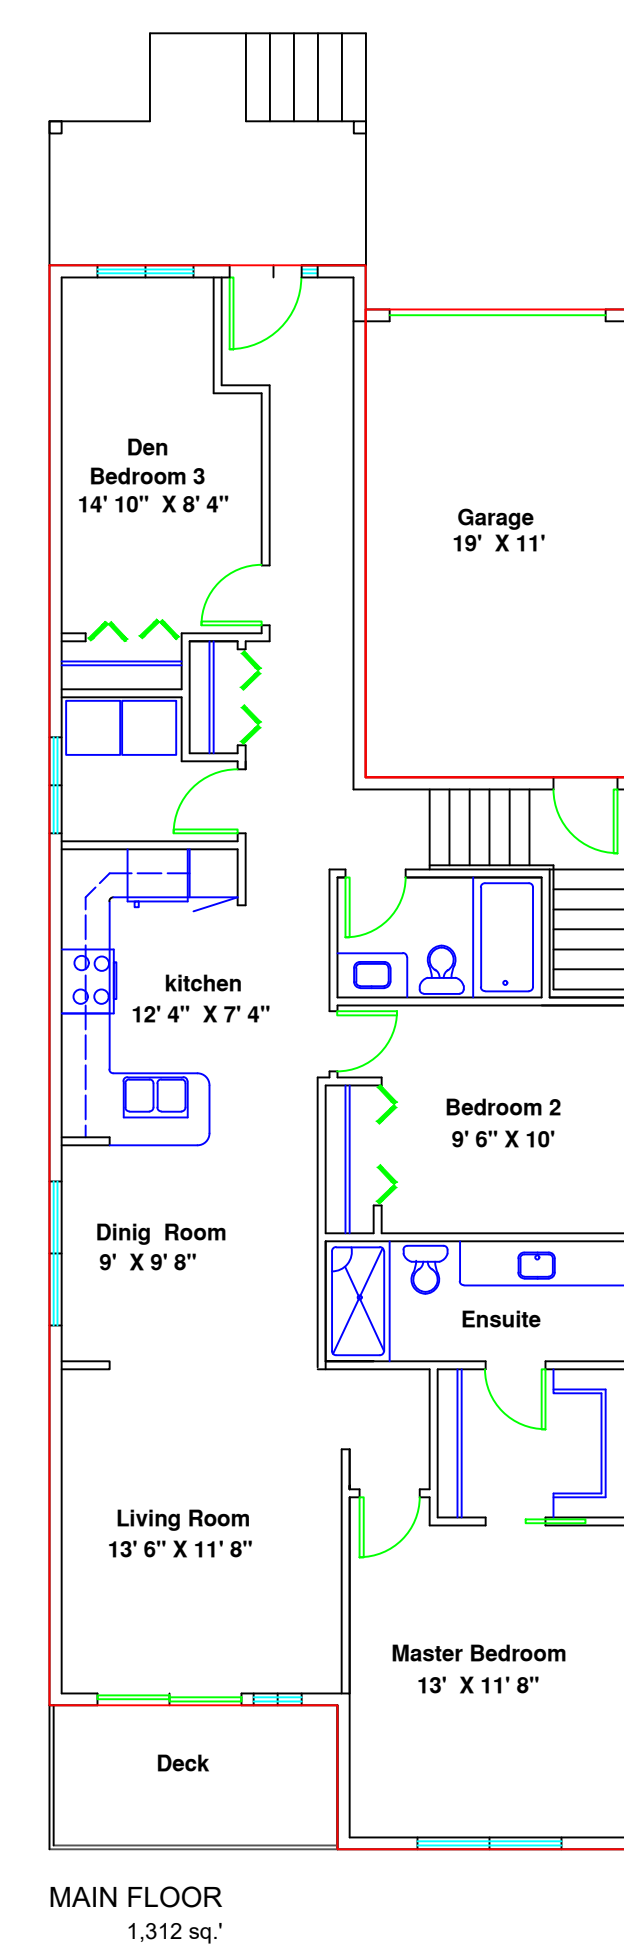 Den
Bedroom 3
14' 10" X 8' 4"
Garage
19' X 11'
kitchen
12' 4" X 7' 4"
Bedroom 2
9' 6" X 10'
Dinig Room
9' X 9' 8"
Ensuite
Living Room
13' 6" X 11' 8"
Master Bedroom
13' X 11' 8"
Deck
MAIN FLOOR
1,312 sq.'